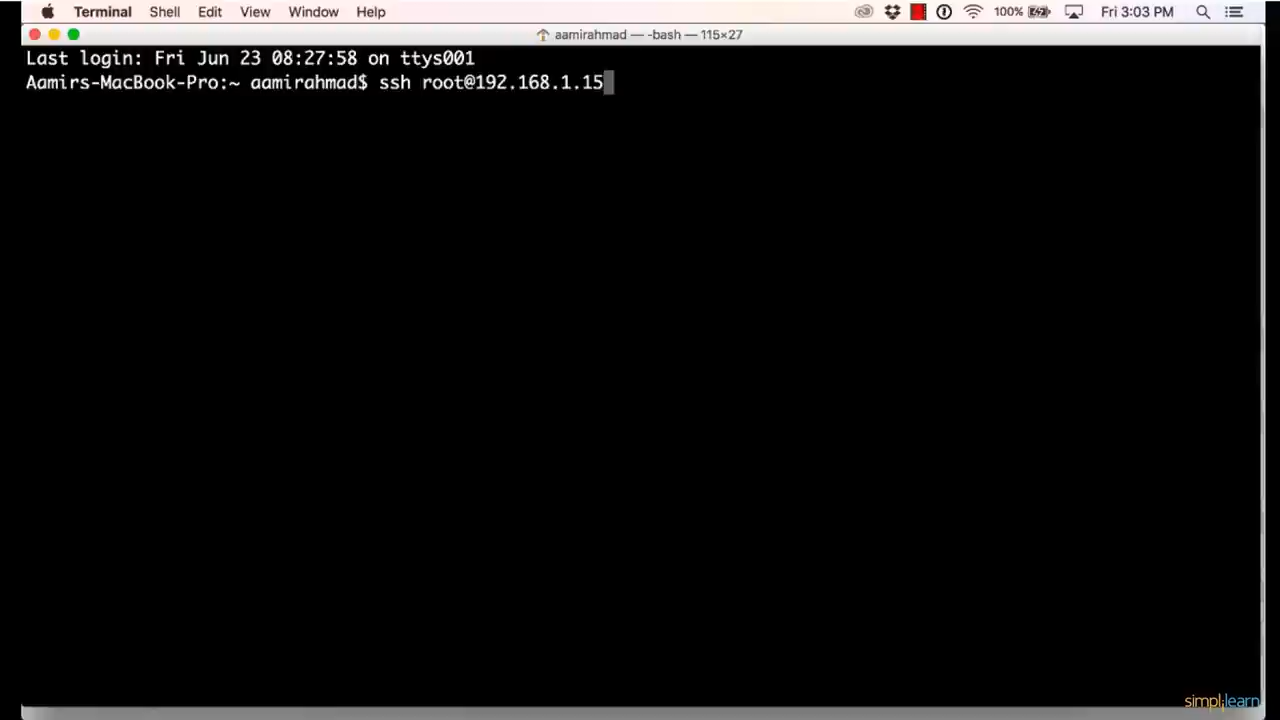 Terminal Shell Edit View Window Help 100% Fri 3:03 PM
aamirahmad — -bash — 115×27
Last login: Fri Jun 23 08:27:58 on ttys001
Aamirs-MacBook-Pro:~ aamirahmad$ ssh root@192.168.1.15
simplilearn